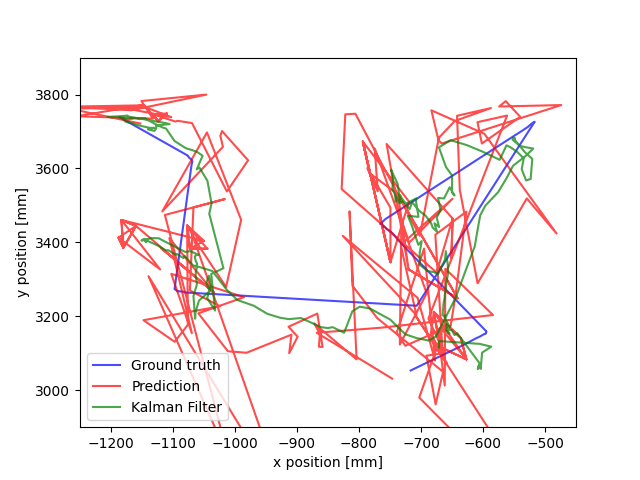 3800
3600
3400
3200
3000
y position [mm]
Ground truth
Prediction
Kalman Filter
−1200 −1100 −1000 −900 −800 −700 −600 −500
x position [mm]